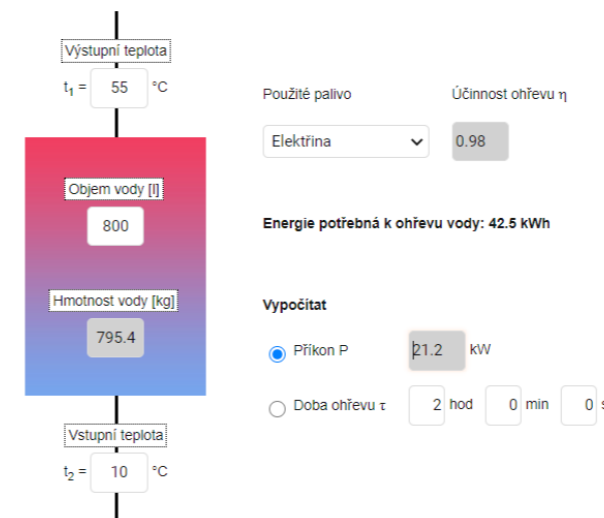 Výstupní teplota
t1 = 55 °C
Použité palivo
Účinnost ohřevu η
Elektřina
0.98
Objem vody [l]
800
Energie potřebná k ohřevu vody: 42.5 kWh
Hmotnost vody [kg]
795.4
Vypočítat
Příkon P 21.2 kW
Doba ohřevu τ 2 hod 0 min 0 s
Vstupní teplota
t2 = 10 °C